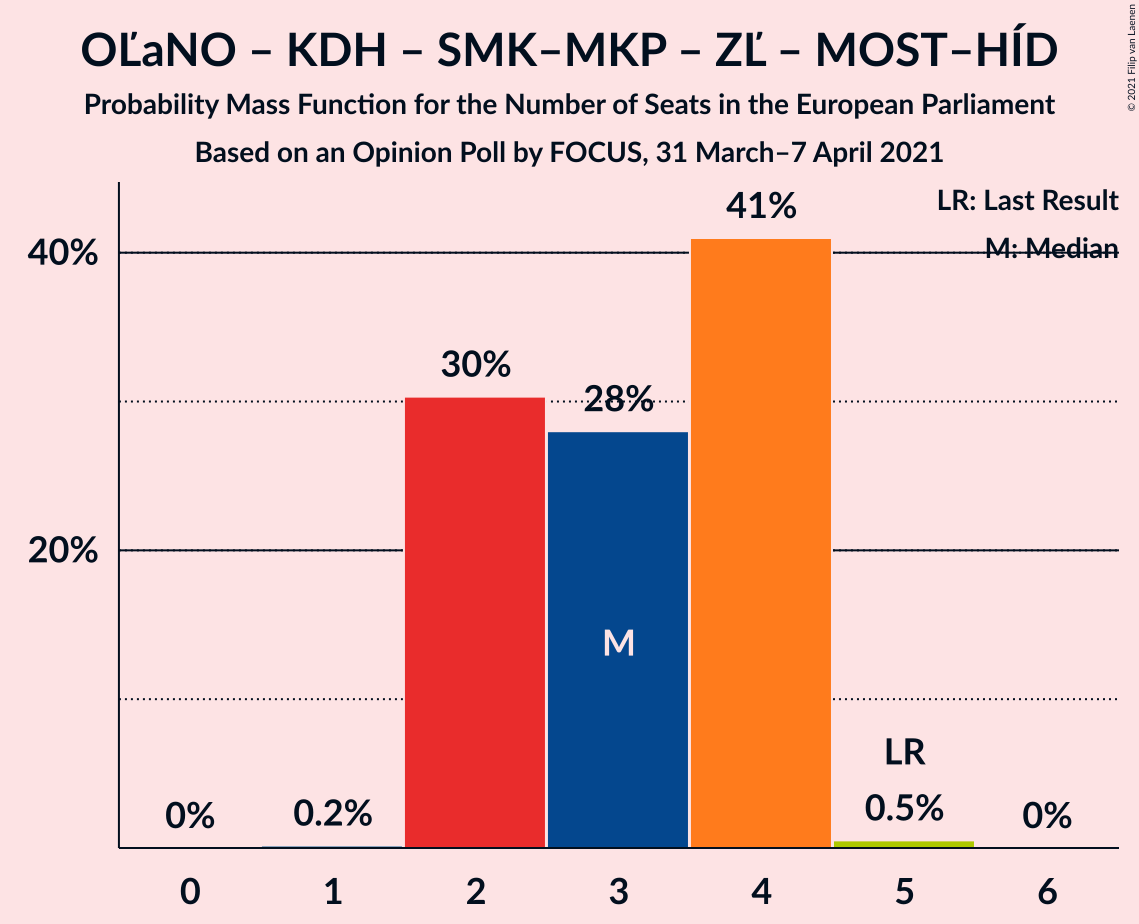 OĽaNO – KDH – SMK–MKP – ZĽ – MOST–HÍD
Probability Mass Function for the Number of Seats in the European Parliament
Based on an Opinion Poll by FOCUS, 31 March–7 April 2021
© 2021 Filip van Laenen
LR: Last Result
M: Median
40%
20%
0%
0.2%
30%
28%
41%
0.5%
0%
M
LR
0
1
2
3
4
5
6